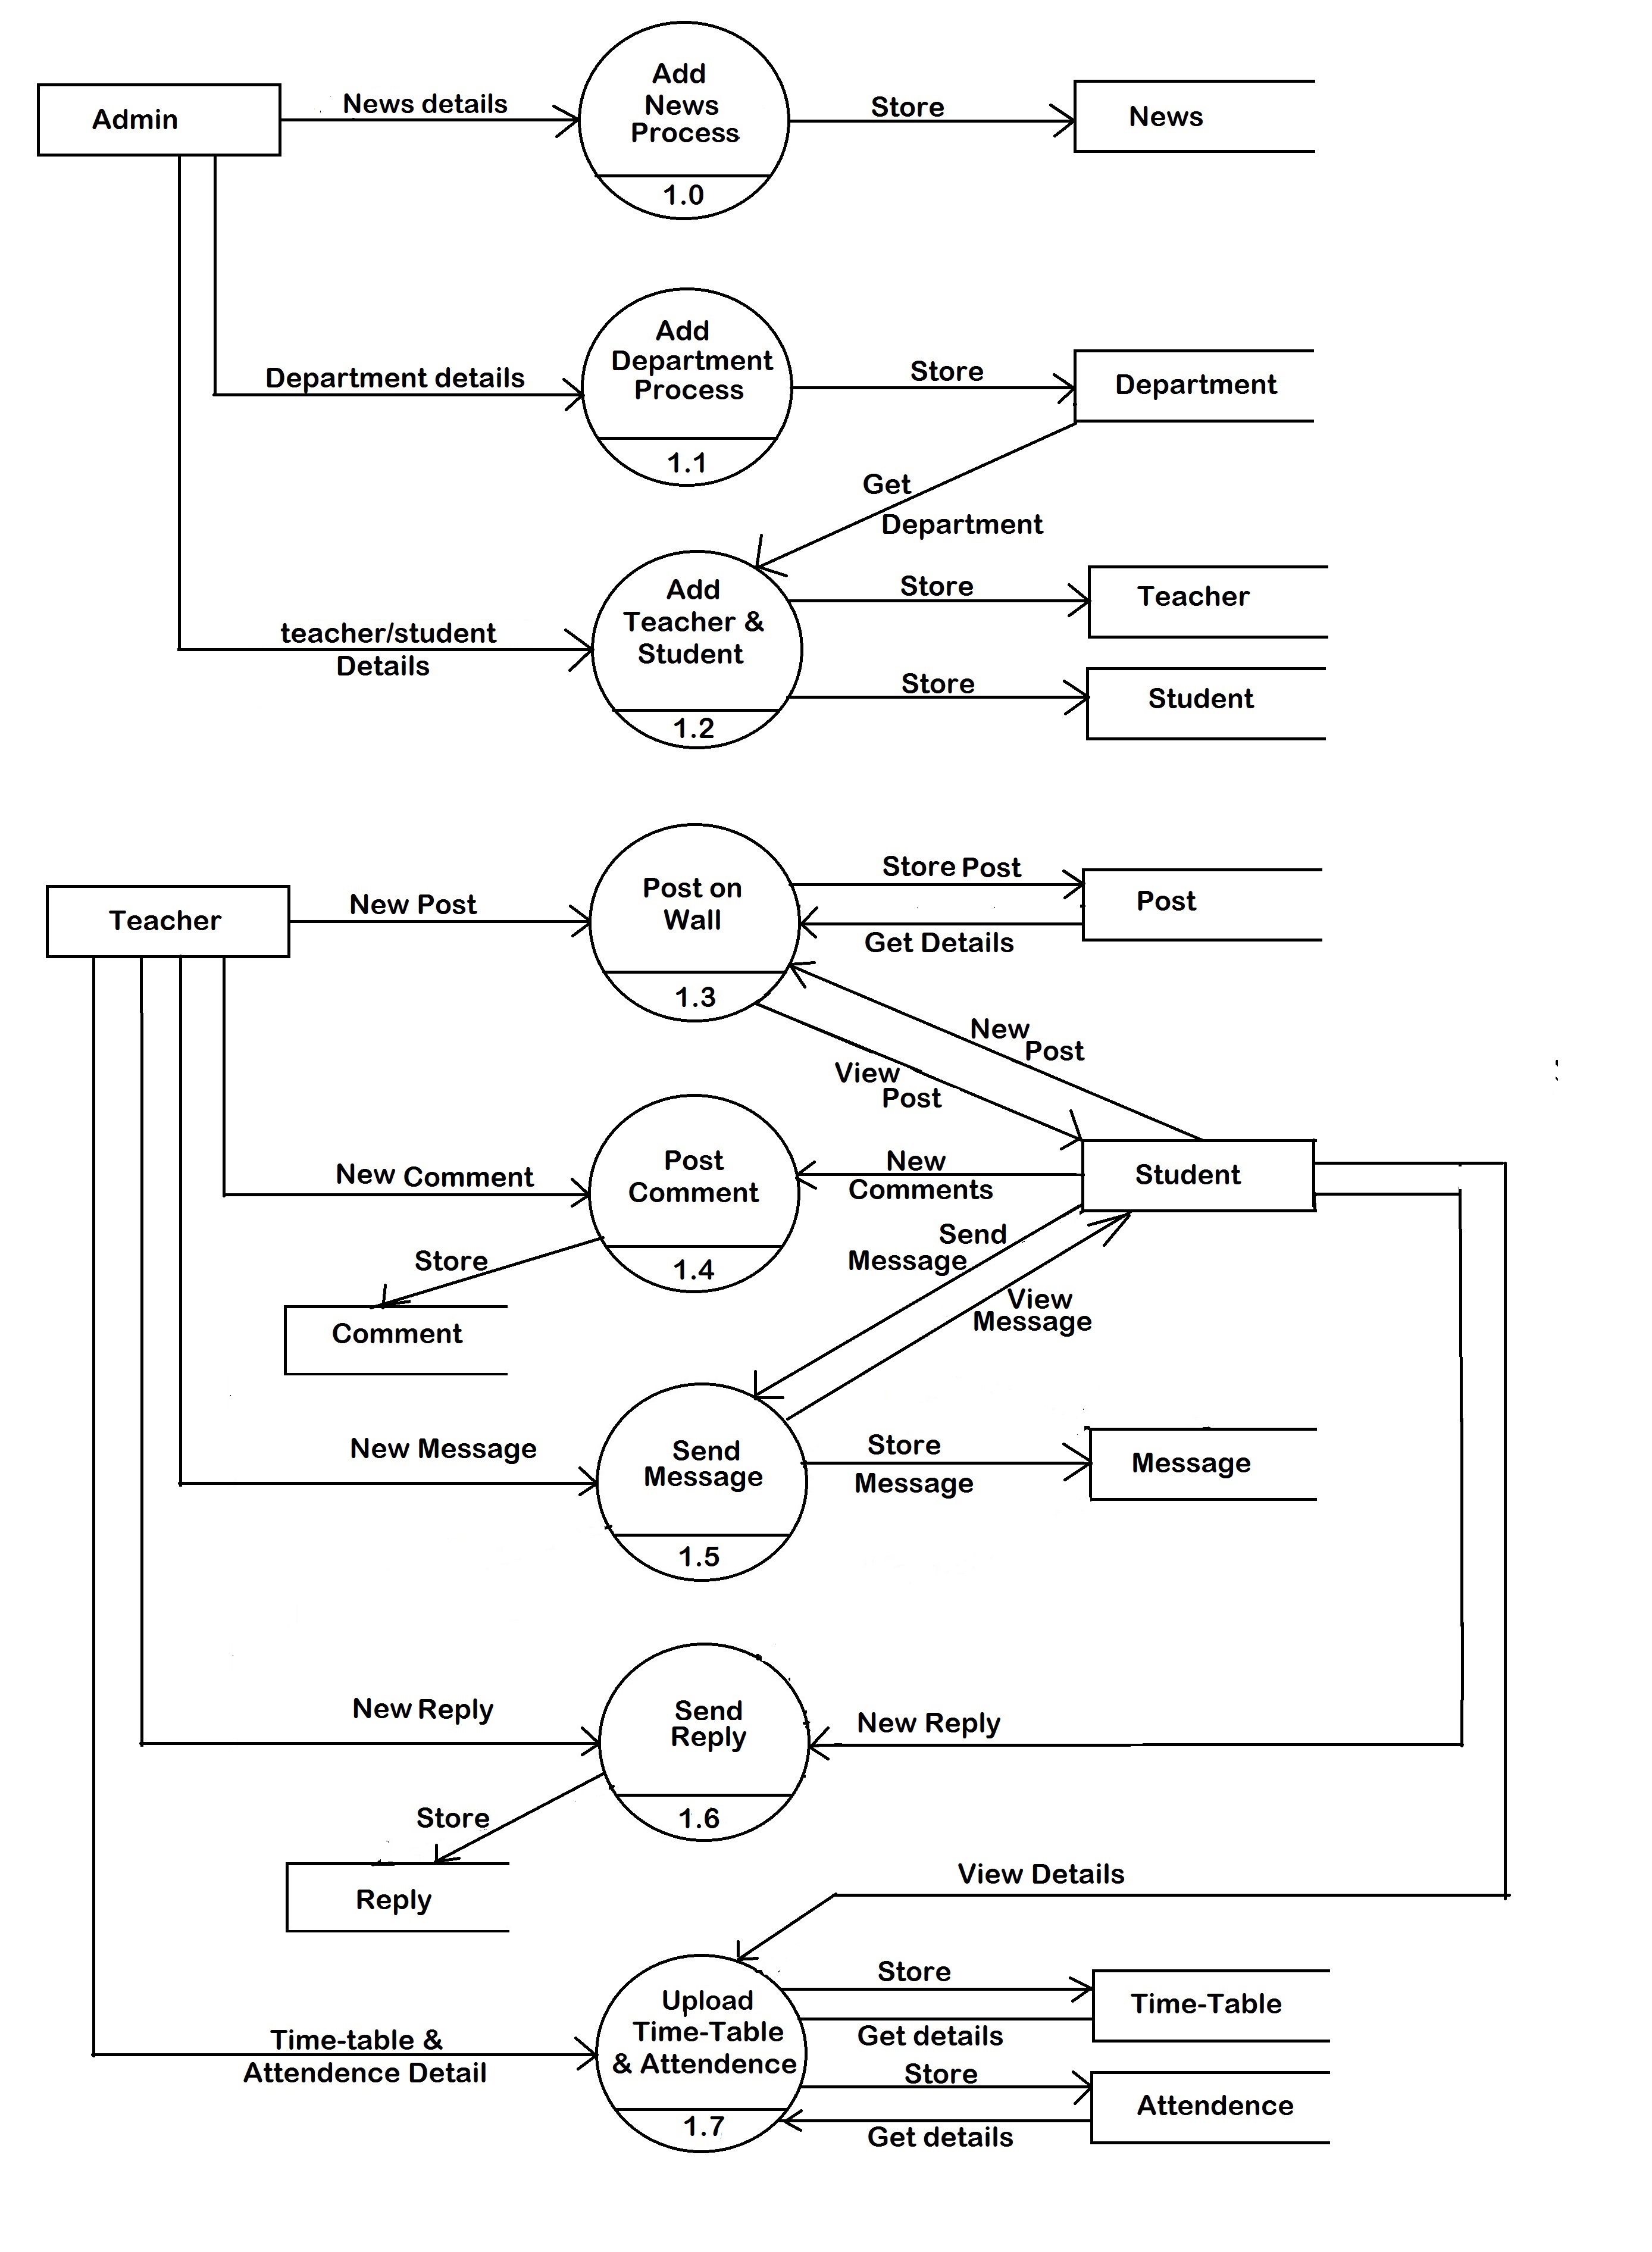 Admin
News details
Add
News
Process
1.0
Store
News
Department details
Add
Department
Process
1.1
Store
Department
Get
Department
teacher/student
Details
Add
Teacher &
Student
1.2
Store
Teacher
Store
Student
Teacher
New Post
Post on
Wall
1.3
Store Post
Post
Get Details
New
Post
View
Post
New Comment
Post
Comment
1.4
New
Comments
Student
Store
Comment
Send
Message
View
Message
New Message
Send
Message
1.5
Store
Message
Message
New Reply
Send
Reply
1.6
New Reply
Store
Reply
View Details
Time-table &
Attendence Detail
Upload
Time-Table
& Attendence
1.7
Store
Time-Table
Get details
Store
Attendence
Get details